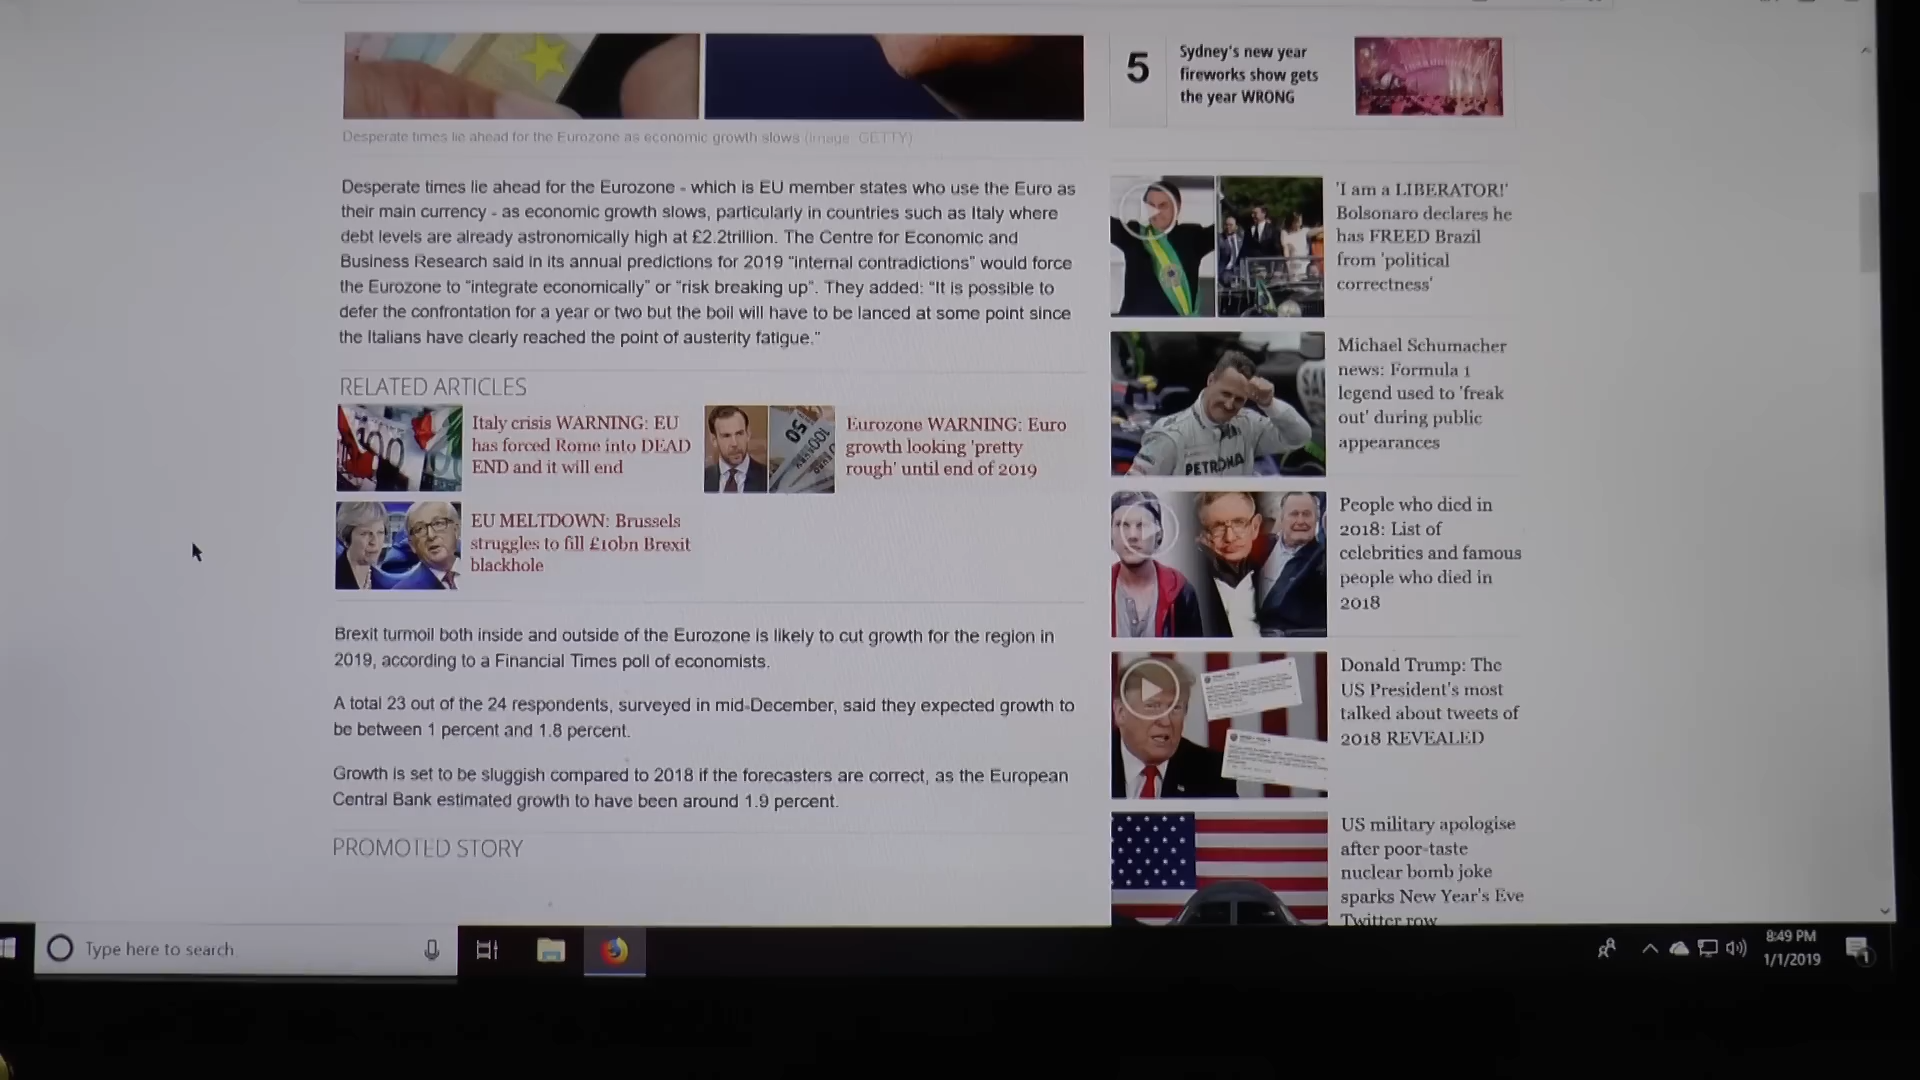 5
Sydney's new year
fireworks show gets
the year WRONG
Desperate times lie ahead for the Eurozone as economic growth slows (Image: GETTY)
Desperate times lie ahead for the Eurozone - which is EU member states who use the Euro as
their main currency - as economic growth slows, particularly in countries such as Italy where
debt levels are already astronomically high at £2.2trillion. The Centre for Economic and
Business Research said in its annual predictions for 2019 “internal contradictions” would force
the Eurozone to “integrate economically” or “risk breaking up”. They added: “It is possible to
defer the confrontation for a year or two but the boil will have to be lanced at some point since
the Italians have clearly reached the point of austerity fatigue.”
RELATED ARTICLES
Italy crisis WARNING: EU
has forced Rome into DEAD
END and it will end
Eurozone WARNING: Euro
growth looking 'pretty
rough' until end of 2019
EU MELTDOWN: Brussels
struggles to fill £10bn Brexit
blackhole
Brexit turmoil both inside and outside of the Eurozone is likely to cut growth for the region in
2019, according to a Financial Times poll of economists.
A total 23 out of the 24 respondents, surveyed in mid-December, said they expected growth to
be between 1 percent and 1.8 percent.
Growth is set to be sluggish compared to 2018 if the forecasters are correct, as the European
Central Bank estimated growth to have been around 1.9 percent.
PROMOTED STORY
'I am a LIBERATOR!'
Bolsonaro declares he
has FREED Brazil
from 'political
correctness'
Michael Schumacher
news: Formula 1
legend used to 'freak
out' during public
appearances
PETRONA
People who died in
2018: List of
celebrities and famous
people who died in
2018
Donald Trump: The
US President's most
talked about tweets of
2018 REVEALED
US military apologise
after poor-taste
nuclear bomb joke
sparks New Year's Eve
Twitter row
Type here to search
8:49 PM
1/1/2019
1